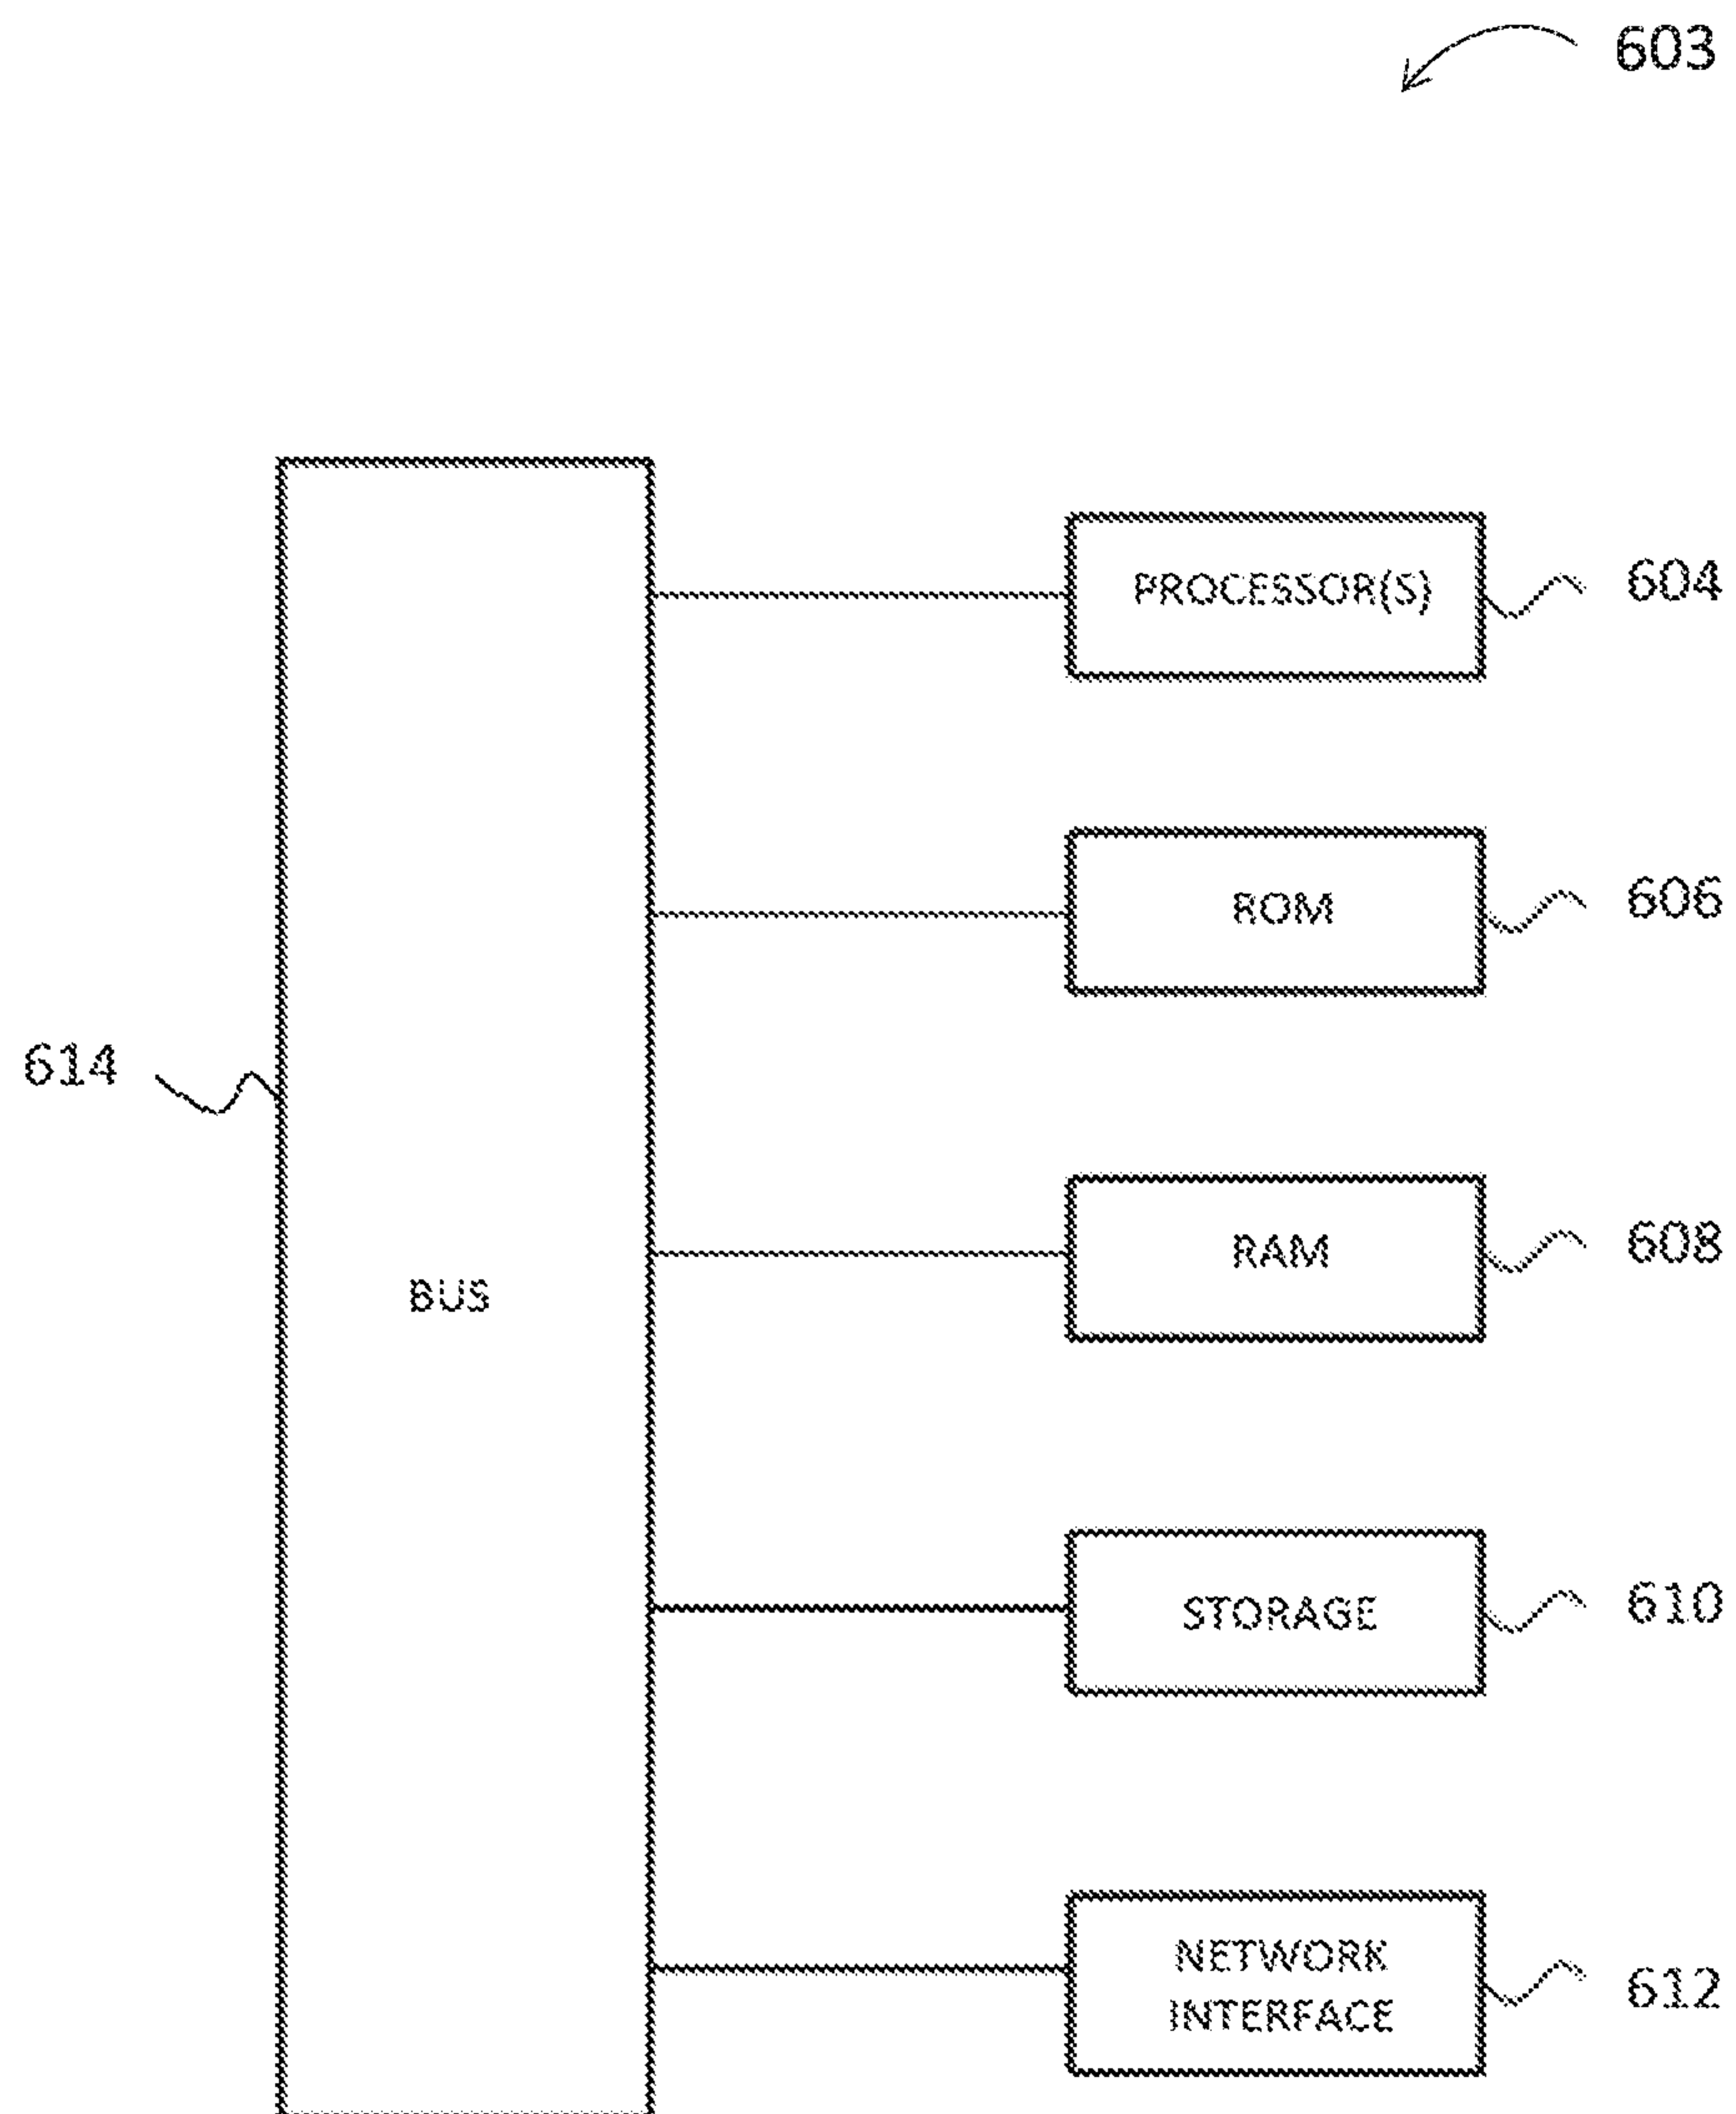 603
PROCESSOR(S)
604
ROM
606
614
RAM
608
BUS
STORAGE
610
NETWORK
INTERFACE
612